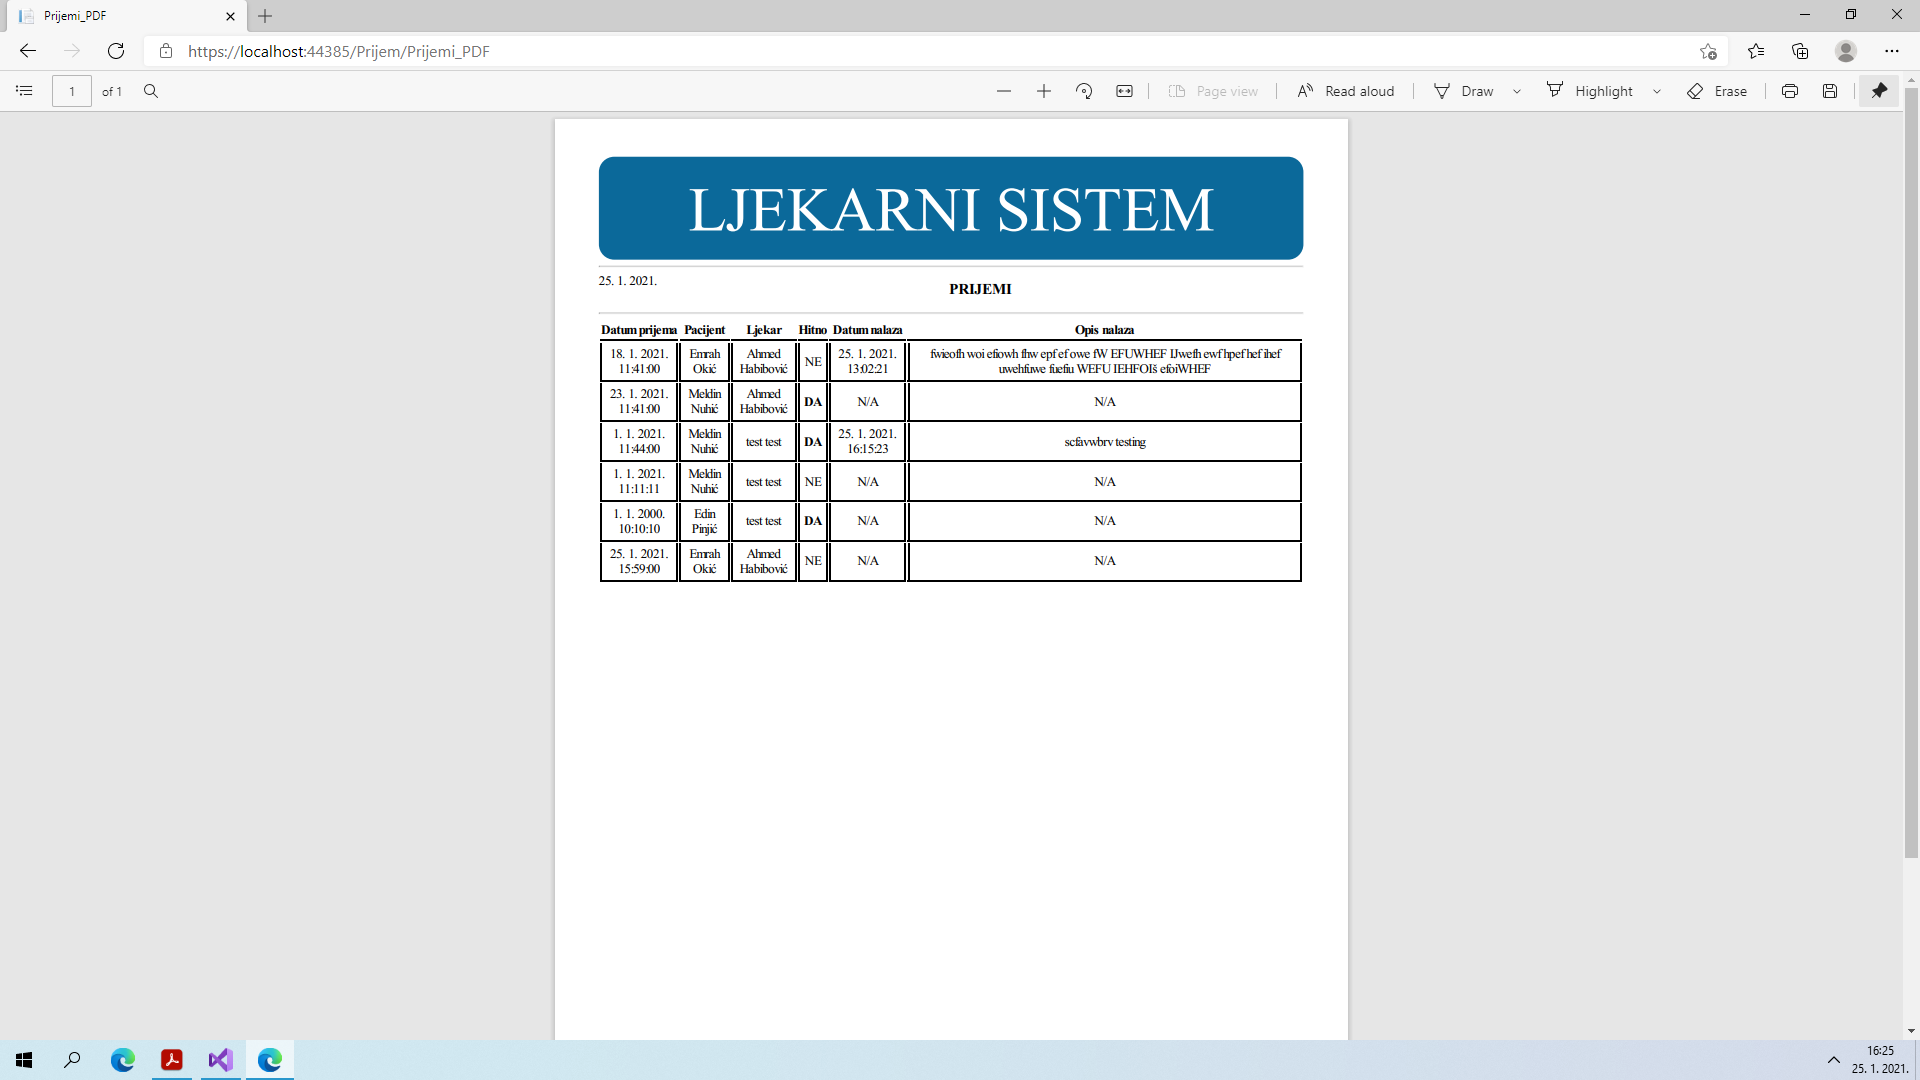 Prijemi_PDF
https://localhost:44385/Prijem/Prijemi_PDF
1 of 1 Page view Read aloud Draw Highlight Erase
LJEKARNI SISTEM
25. 1. 2021.
PRIJEMI
Datum prijema Pacijent Ljekar Hitno Datum nalaza Opis nalaza
18. 1. 2021. 11:41:00 Emrah Okić Ahmed Habibović NE 25. 1. 2021. 13:02:21 fwieofh woi efiowh fhw epf ef owe fW EFUWHEF IJwefh ewf hpef hef ihef uwehfuwe fuefiu WEFU IEHFOIš efoiWHEF
23. 1. 2021. 11:41:00 Meldin Nuhić Ahmed Habibović DA N/A N/A
1. 1. 2021. 11:44:00 Meldin Nuhić test test DA 25. 1. 2021. 16:15:23 scfavwbrv testing
1. 1. 2021. 11:11:11 Meldin Nuhić test test NE N/A N/A
1. 1. 2000. 10:10:10 Edin Pinjić test test DA N/A N/A
25. 1. 2021. 15:59:00 Emrah Okić Ahmed Habibović NE N/A N/A
16:25
25. 1. 2021.